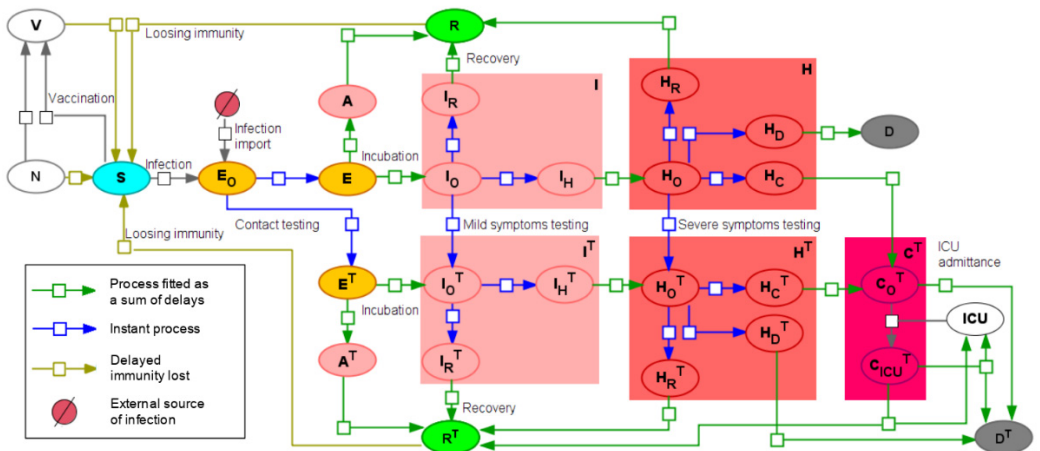 V
Loosing immunity
R
Recovery
Vaccination
A
I_R
I
H_R
H
H_D
D
Infection import
N
S
Infection
E_O
E
Incubation
I_O
I_H
H_O
H_C
Loosing immunity
Contact testing
Mild symptoms testing
Severe symptoms testing
E^T
Incubation
I_O^T
I_H^T
I^T
H_O^T
H_C^T
H^T
H_D^T
C^T
ICU
admittance
C_O^T
ICU
C_ICU^T
A^T
I_R^T
H_R^T
Recovery
R^T
D^T
Process fitted as
a sum of delays
Instant process
Delayed
immunity lost
External source
of infection